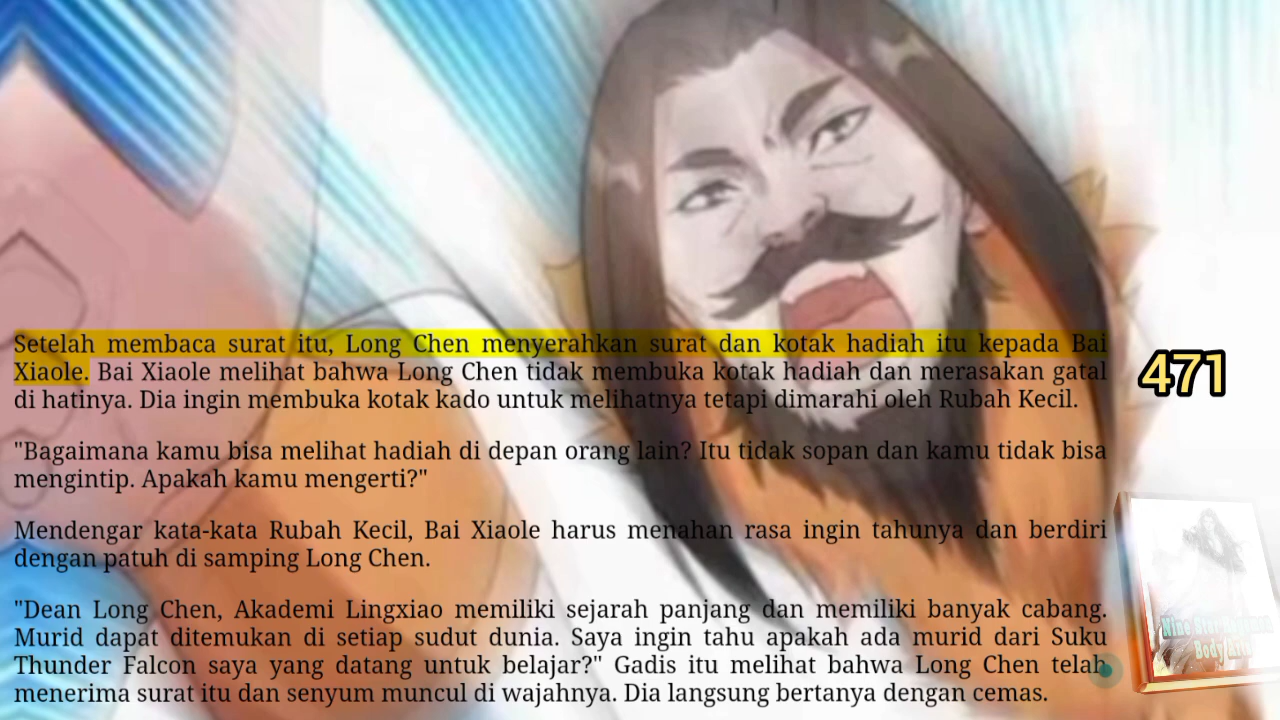 Setelah membaca surat itu, Long Chen menyerahkan surat dan kotak hadiah itu kepada Bai
Xiaole. Bai Xiaole melihat bahwa Long Chen tidak membuka kotak hadiah dan merasakan gatal
di hatinya. Dia ingin membuka kotak kado untuk melihatnya tetapi dimarahi oleh Rubah Kecil.
"Bagaimana kamu bisa melihat hadiah di depan orang lain? Itu tidak sopan dan kamu tidak bisa
mengintip. Apakah kamu mengerti?"
Mendengar kata-kata Rubah Kecil, Bai Xiaole harus menahan rasa ingin tahunya dan berdiri
dengan patuh di samping Long Chen.
"Dean Long Chen, Akademi Lingxiao memiliki sejarah panjang dan memiliki banyak cabang.
Murid dapat ditemukan di setiap sudut dunia. Saya ingin tahu apakah ada murid dari Suku
Thunder Falcon saya yang datang untuk belajar?" Gadis itu melihat bahwa Long Chen telah
menerima surat itu dan senyum muncul di wajahnya. Dia langsung bertanya dengan cemas.
471
Nine Star
Body